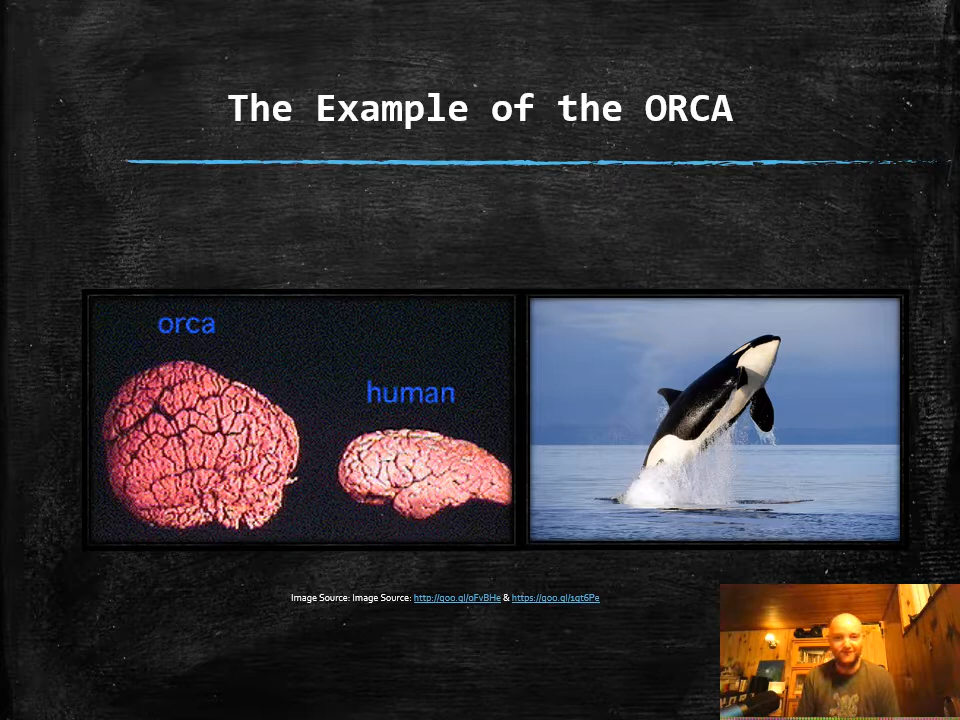 The Example of the ORCA
orca
human
Image Source: Image Source: http://goo.gl/oFvBHe & https://goo.gl/sqt6Pe